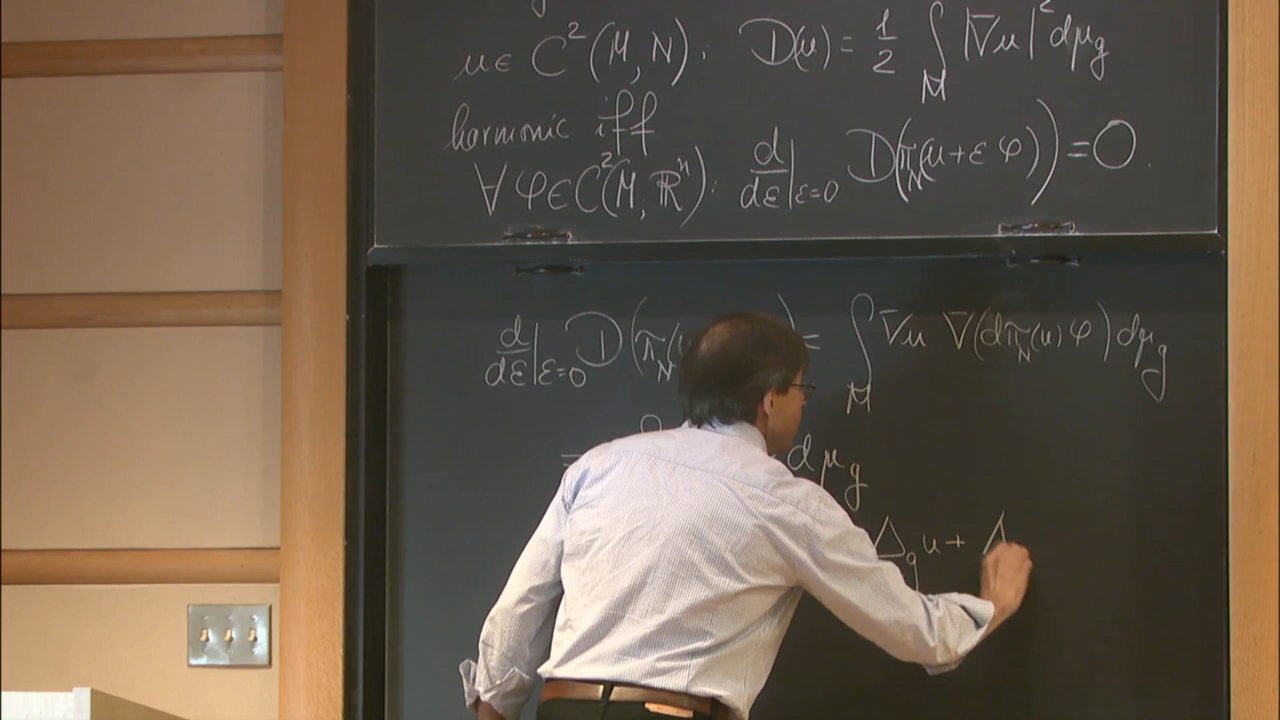 u ∈ C²(M, N), D(u) = 1/2 ∫_M |∇u|² dμ_g
harmonic iff
∀ φ ∈ C²(M, ℝⁿ): d/dε|_{ε=0} D(π_N(u+εφ)) = 0.
d/dε|_{ε=0} D(π_N( ) = ∫_M ∇u ∇(dπ_N(u)φ) dμ_g
= dμ_g
Δ_g u +